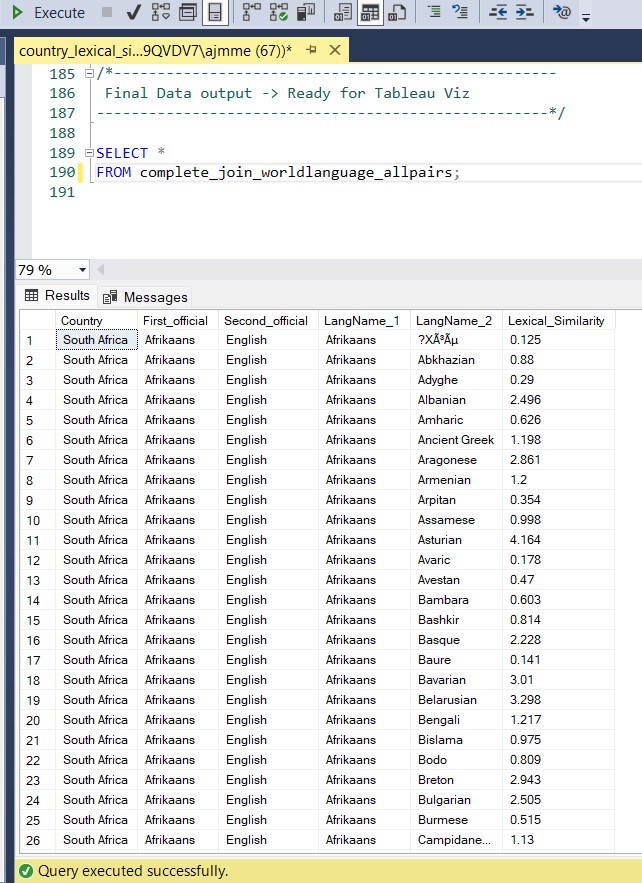 Execute
country_lexical_si...9QVDV7\ajmme (67))*
185 /*--------------------------------------------------
186 Final Data output -> Ready for Tableau Viz
187 ---------------------------------------------------*/
188
189 SELECT *
190 FROM complete_join_worldlanguage_allpairs;
191
79 %
Results Messages
Country First_official Second_official LangName_1 LangName_2 Lexical_Similarity
1 South Africa Afrikaans English Afrikaans ?XÃ³Ãµ 0.125
2 South Africa Afrikaans English Afrikaans Abkhazian 0.88
3 South Africa Afrikaans English Afrikaans Adyghe 0.29
4 South Africa Afrikaans English Afrikaans Albanian 2.496
5 South Africa Afrikaans English Afrikaans Amharic 0.626
6 South Africa Afrikaans English Afrikaans Ancient Greek 1.198
7 South Africa Afrikaans English Afrikaans Aragonese 2.861
8 South Africa Afrikaans English Afrikaans Armenian 1.2
9 South Africa Afrikaans English Afrikaans Arpitan 0.354
10 South Africa Afrikaans English Afrikaans Assamese 0.998
11 South Africa Afrikaans English Afrikaans Asturian 4.164
12 South Africa Afrikaans English Afrikaans Avaric 0.178
13 South Africa Afrikaans English Afrikaans Avestan 0.47
14 South Africa Afrikaans English Afrikaans Bambara 0.603
15 South Africa Afrikaans English Afrikaans Bashkir 0.814
16 South Africa Afrikaans English Afrikaans Basque 2.228
17 South Africa Afrikaans English Afrikaans Baure 0.141
18 South Africa Afrikaans English Afrikaans Bavarian 3.01
19 South Africa Afrikaans English Afrikaans Belarusian 3.298
20 South Africa Afrikaans English Afrikaans Bengali 1.217
21 South Africa Afrikaans English Afrikaans Bislama 0.975
22 South Africa Afrikaans English Afrikaans Bodo 0.809
23 South Africa Afrikaans English Afrikaans Breton 2.943
24 South Africa Afrikaans English Afrikaans Bulgarian 2.505
25 South Africa Afrikaans English Afrikaans Burmese 0.515
26 South Africa Afrikaans English Afrikaans Campidane... 1.13
Query executed successfully.